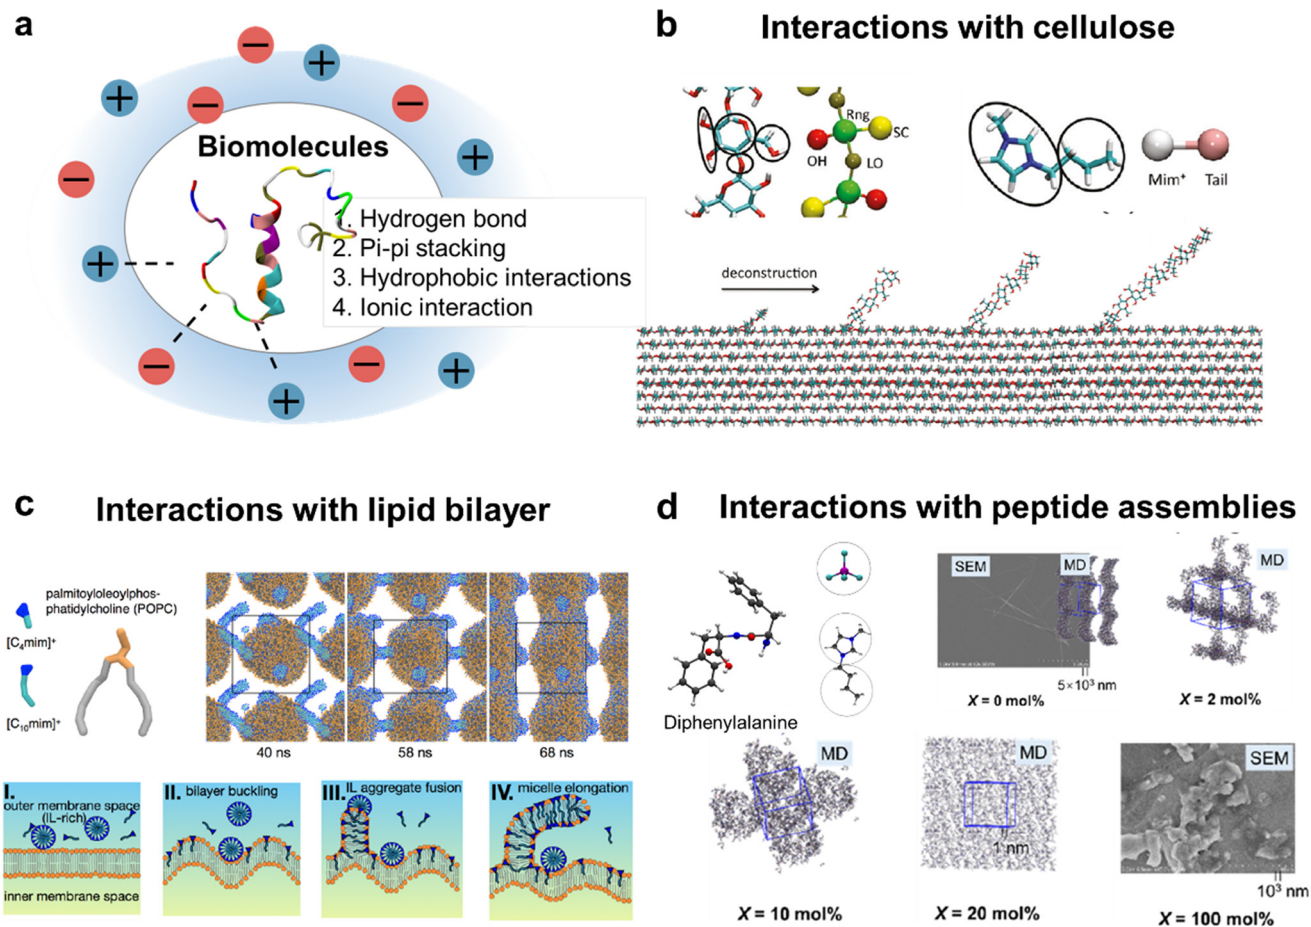 a
Biomolecules
1. Hydrogen bond
2. Pi-pi stacking
3. Hydrophobic interactions
4. Ionic interaction
b
Interactions with cellulose
Rng
SC
OH
LO
Mim⁺
Tail
deconstruction
c
Interactions with lipid bilayer
palmitoyloleoylphos-
phatidylcholine (POPC)
[C₄mim]⁺
[C₁₀mim]⁺
40 ns
58 ns
68 ns
I.
outer membrane space
(IL-rich)
inner membrane space
II. bilayer buckling
III. IL aggregate fusion
IV. micelle elongation
d
Interactions with peptide assemblies
Diphenylalanine
SEM
MD
5×10³ nm
X = 0 mol%
MD
X = 2 mol%
MD
X = 10 mol%
MD
1 nm
X = 20 mol%
SEM
10³ nm
X = 100 mol%